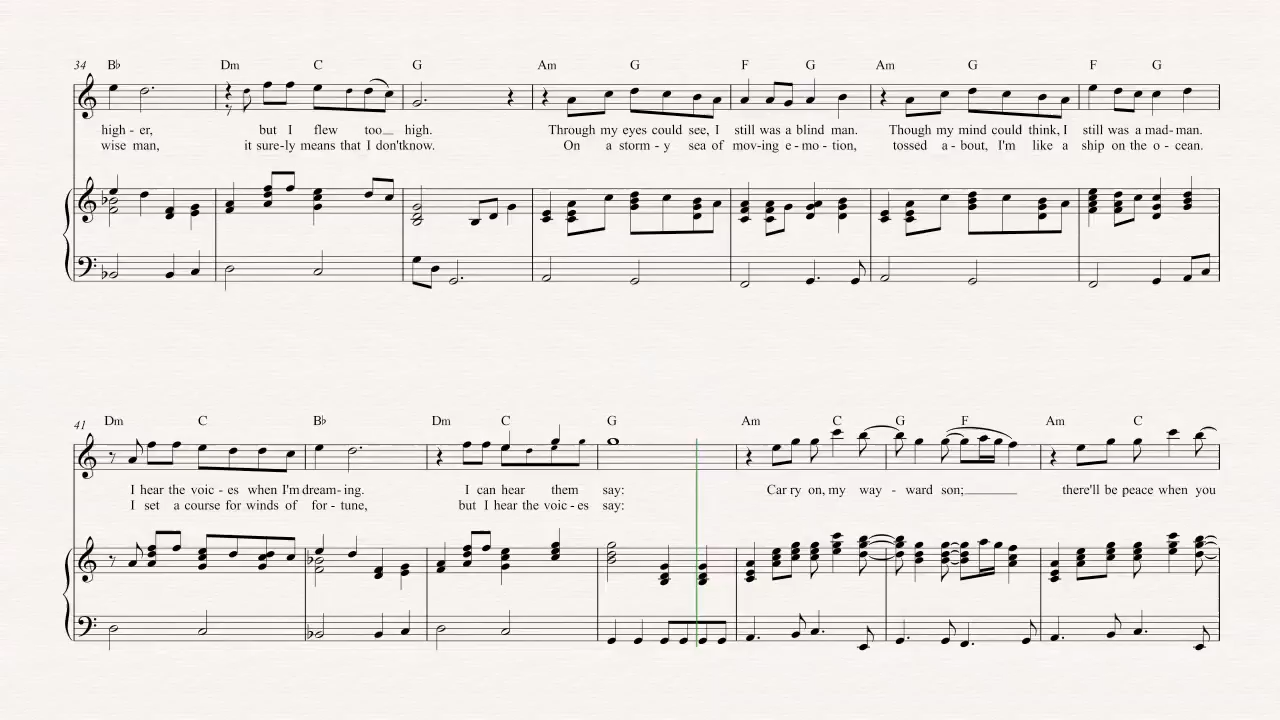 34 B♭ Dm C G Am G F G Am G F G
high - er, but I flew too__ high. Through my eyes could see, I still was a blind man. Though my mind could think, I still was a mad - man.
wise man, it sure - ly means that I don't know. On a storm - y sea of mov - ing e - mo - tion, tossed a - bout, I'm like a ship on the o - cean.
41 Dm C B♭ Dm C G Am C G F Am C
I hear the voic - es when I'm dream - ing. I can hear them say: Car ry on, my way - ward son;______ there'll be peace when you
I set a course for winds of for - tune, but I hear the voic - es say: